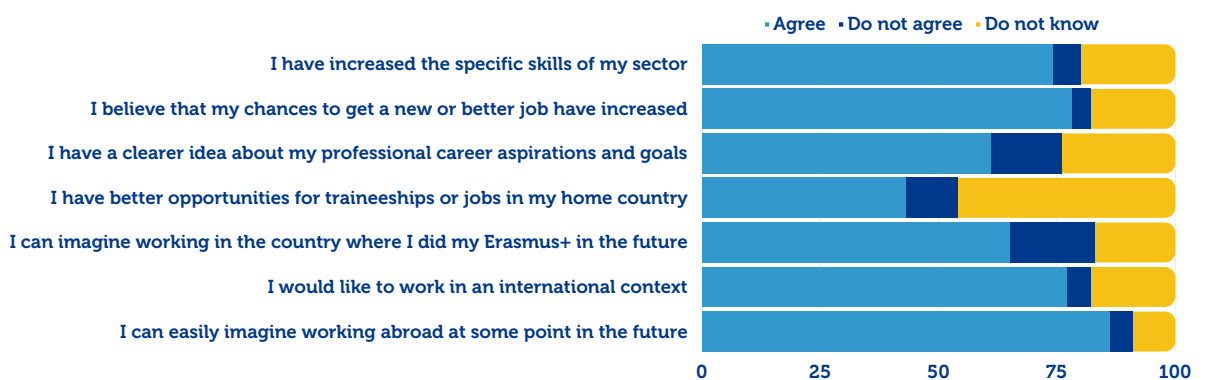 Agree Do not agree Do not know
I have increased the specific skills of my sector
I believe that my chances to get a new or better job have increased
I have a clearer idea about my professional career aspirations and goals
I have better opportunities for traineeships or jobs in my home country
I can imagine working in the country where I did my Erasmus+ in the future
I would like to work in an international context
I can easily imagine working abroad at some point in the future
0 25 50 75 100